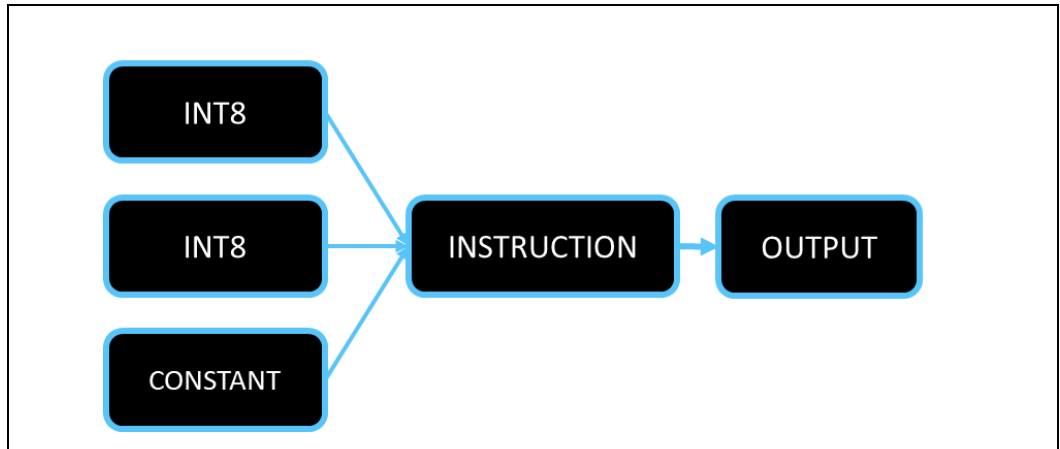 INT8
INT8
INSTRUCTION
OUTPUT
CONSTANT